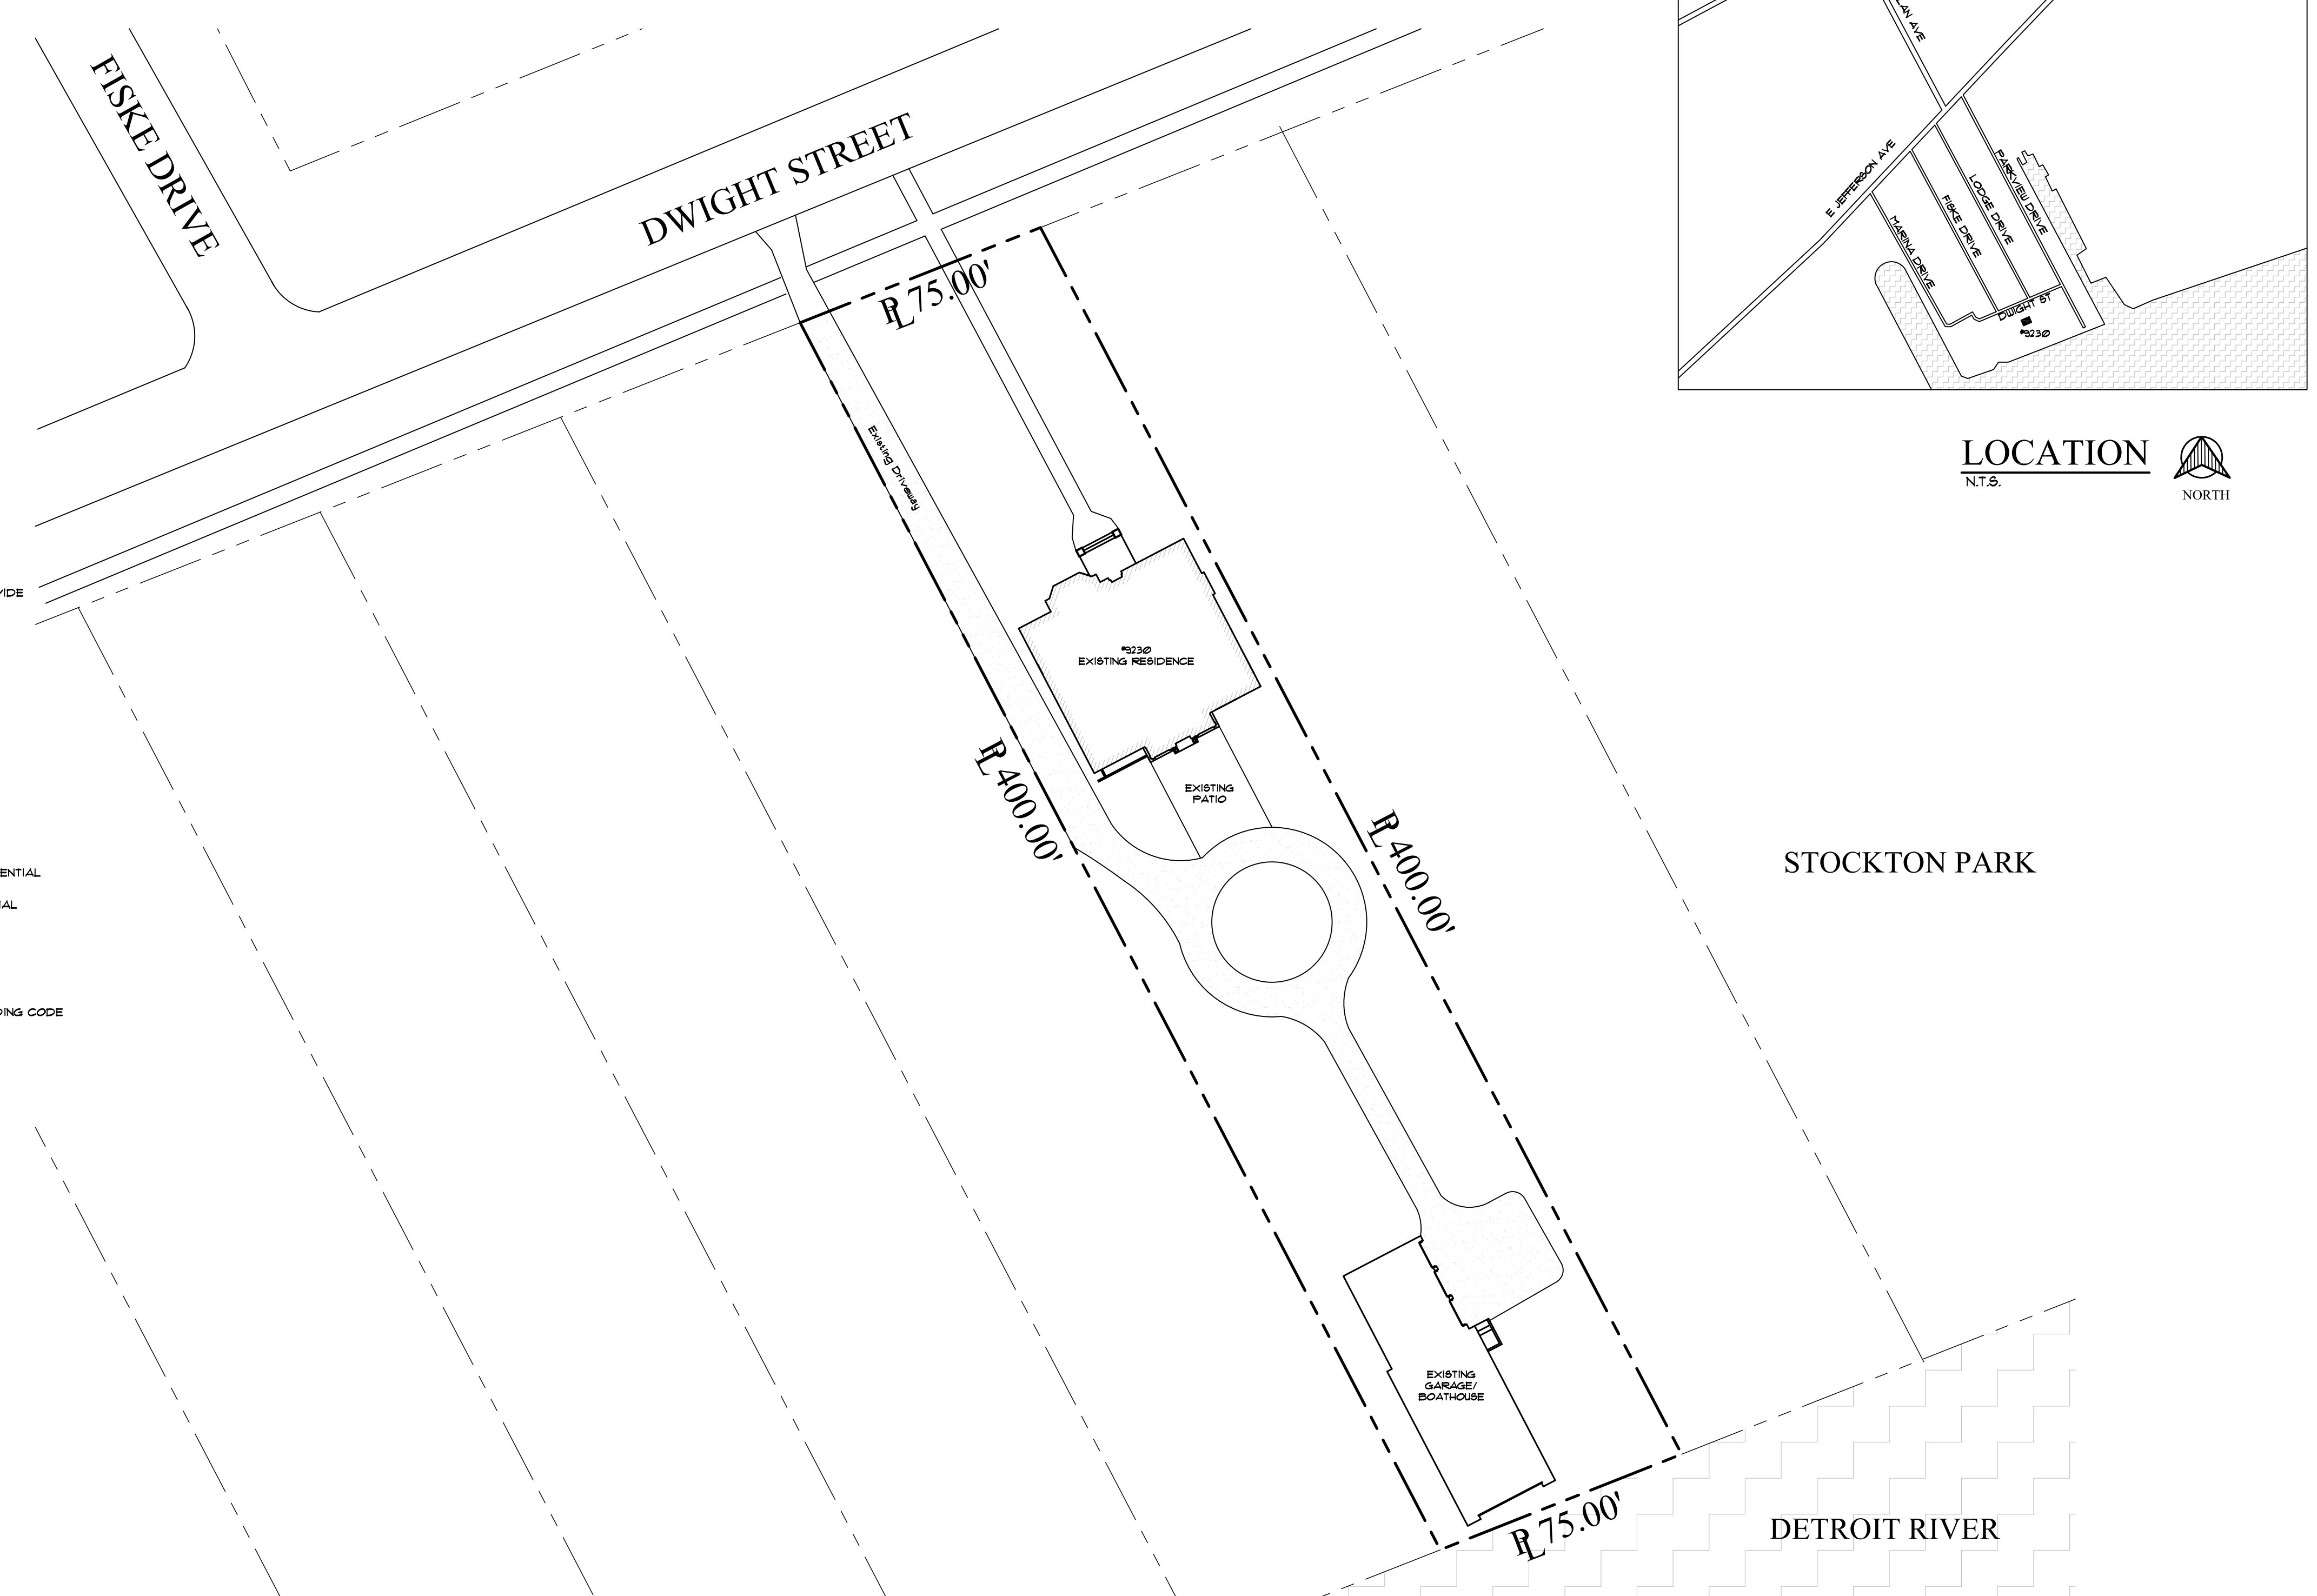 FISKE DRIVE
DWIGHT STREET
PL 75.00'
Existing Driveway
#9230
EXISTING RESIDENCE
EXISTING
PATIO
PL 400.00'
PL 400.00'
EXISTING
GARAGE/
BOATHOUSE
PL 75.00'
STOCKTON PARK
DETROIT RIVER
LAN AVE
E JEFFERSON AVE
PARKVIEW DRIVE
LODGE DRIVE
FISKE DRIVE
MARINA DRIVE
DWIGHT ST
#9230
LOCATION
N.T.S.
NORTH
VIDE
ENTIAL
IAL
DING CODE